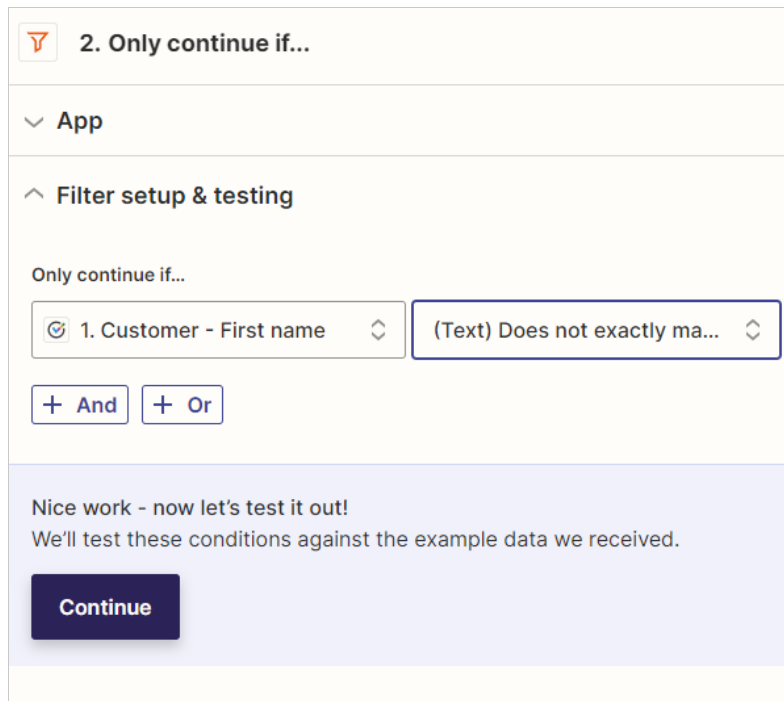 2. Only continue if...
App
Filter setup & testing
Only continue if...
1. Customer - First name
(Text) Does not exactly ma...
+ And + Or
Nice work - now let's test it out!
We'll test these conditions against the example data we received.
Continue